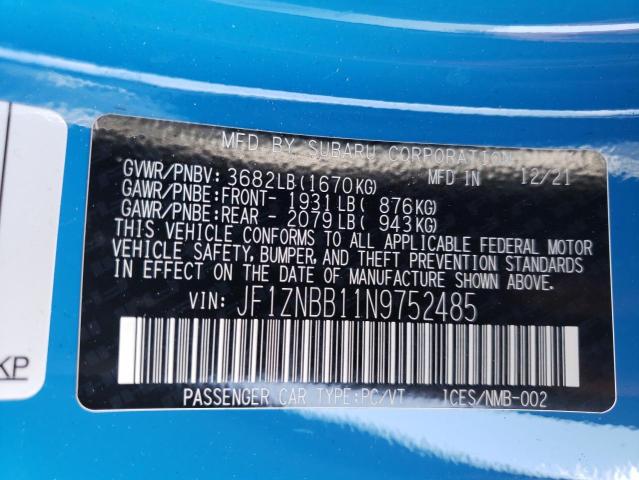 MFD BY SUBARU CORPORATION
GVWR/PNBV: 3682LB(1670KG) MFD IN 12/21
GAWR/PNBE:FRONT- 1931LB( 876KG)
GAWR/PNBE:REAR - 2079LB( 943KG)
THIS VEHICLE CONFORMS TO ALL APPLICABLE FEDERAL MOTOR
VEHICLE SAFETY, BUMPER, AND THEFT PREVENTION STANDARDS
IN EFFECT ON THE DATE OF MANUFACTURE SHOWN ABOVE.
VIN: JF1ZNBB11N9752485
PASSENGER CAR TYPE:PC/VT ICES/NMB-002
KP